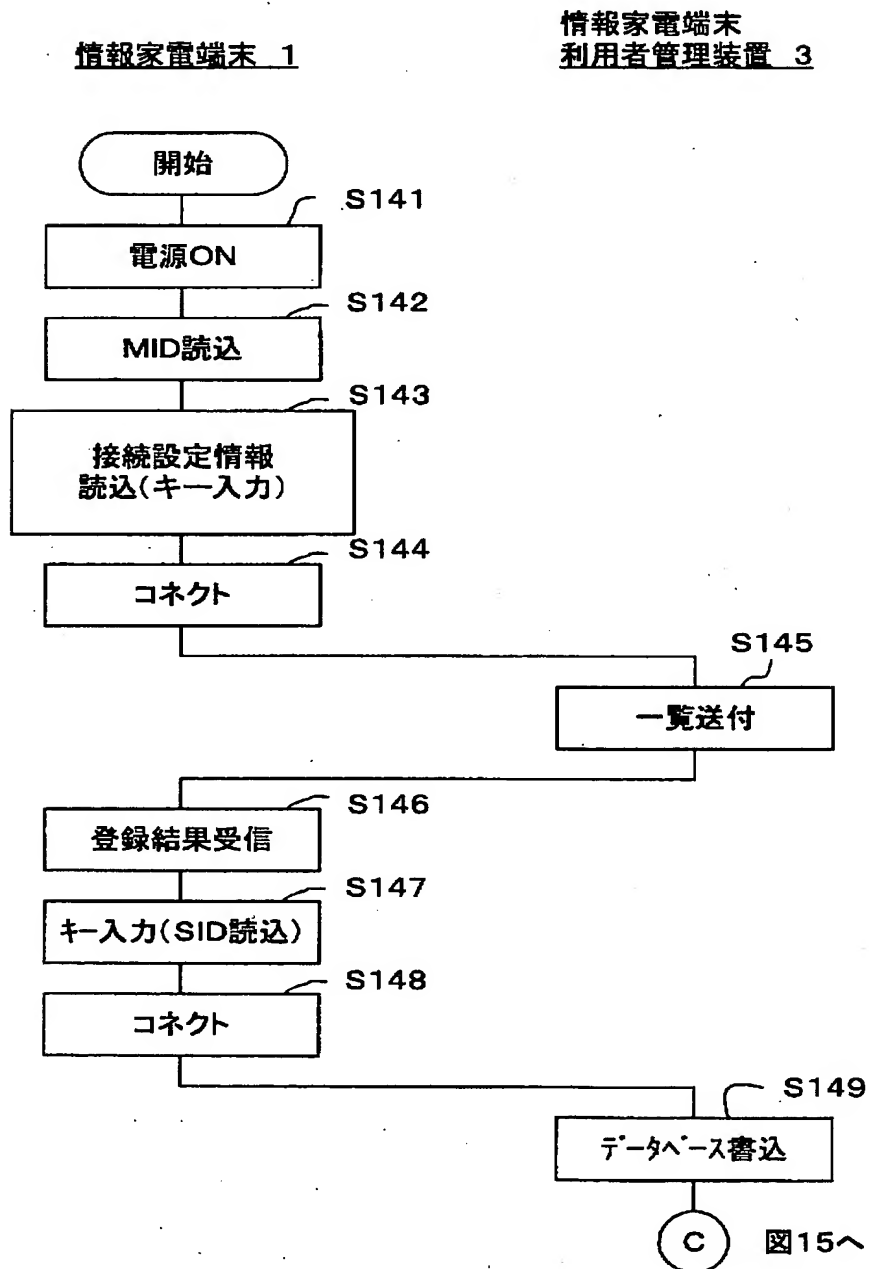 情報家電端末 1
情報家電端末
利用者管理装置 3
開始
S141
電源ON
S142
MID読込
S143
接続設定情報
読込(キー入力)
S144
コネクト
S145
一覧送付
S146
登録結果受信
S147
ｷｰ入力(SID読込)
S148
コネクト
S149
ﾃﾞｰﾀﾍﾞｰｽ書込
C 図15へ